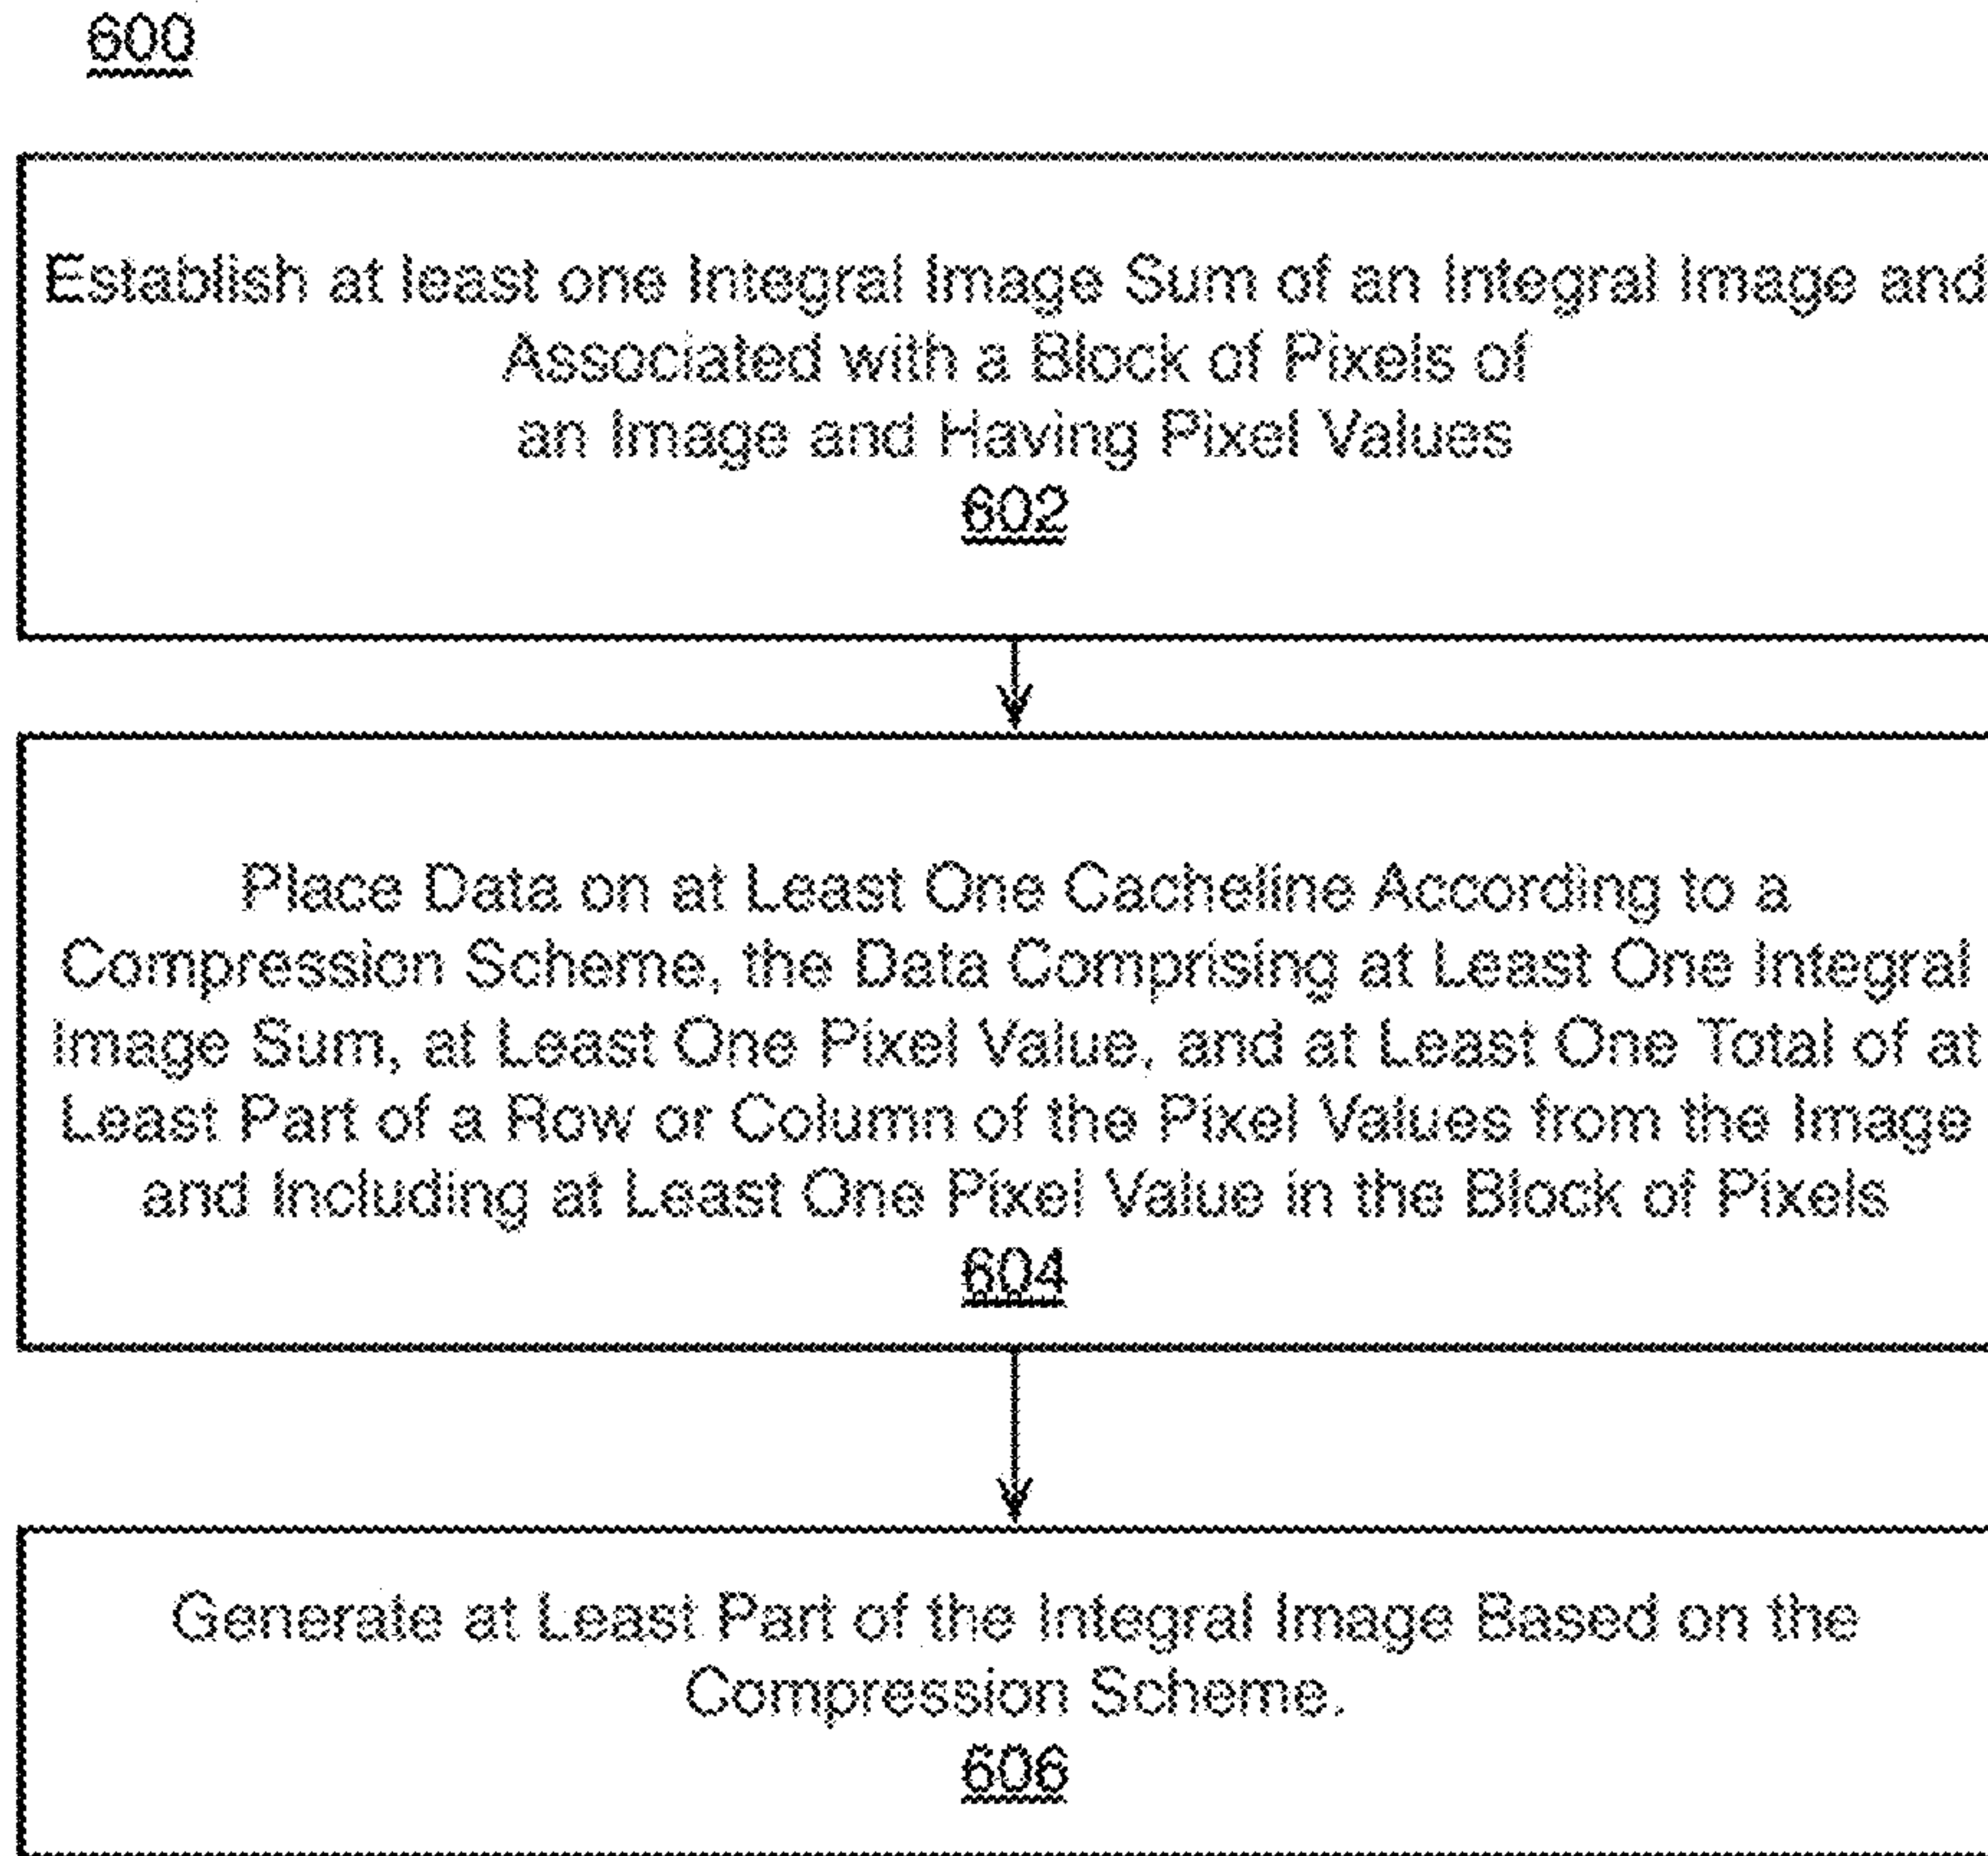 600
Establish at least one Integral Image Sum of an Integral Image and
Associated with a Block of Pixels of
an Image and Having Pixel Values
602
Place Data on at Least One Cacheline According to a
Compression Scheme, the Data Comprising at Least One Integral
Image Sum, at Least One Pixel Value, and at Least One Total of at
Least Part of a Row or Column of the Pixel Values from the Image
and Including at Least One Pixel Value in the Block of Pixels
604
Generate at Least Part of the Integral Image Based on the
Compression Scheme.
606